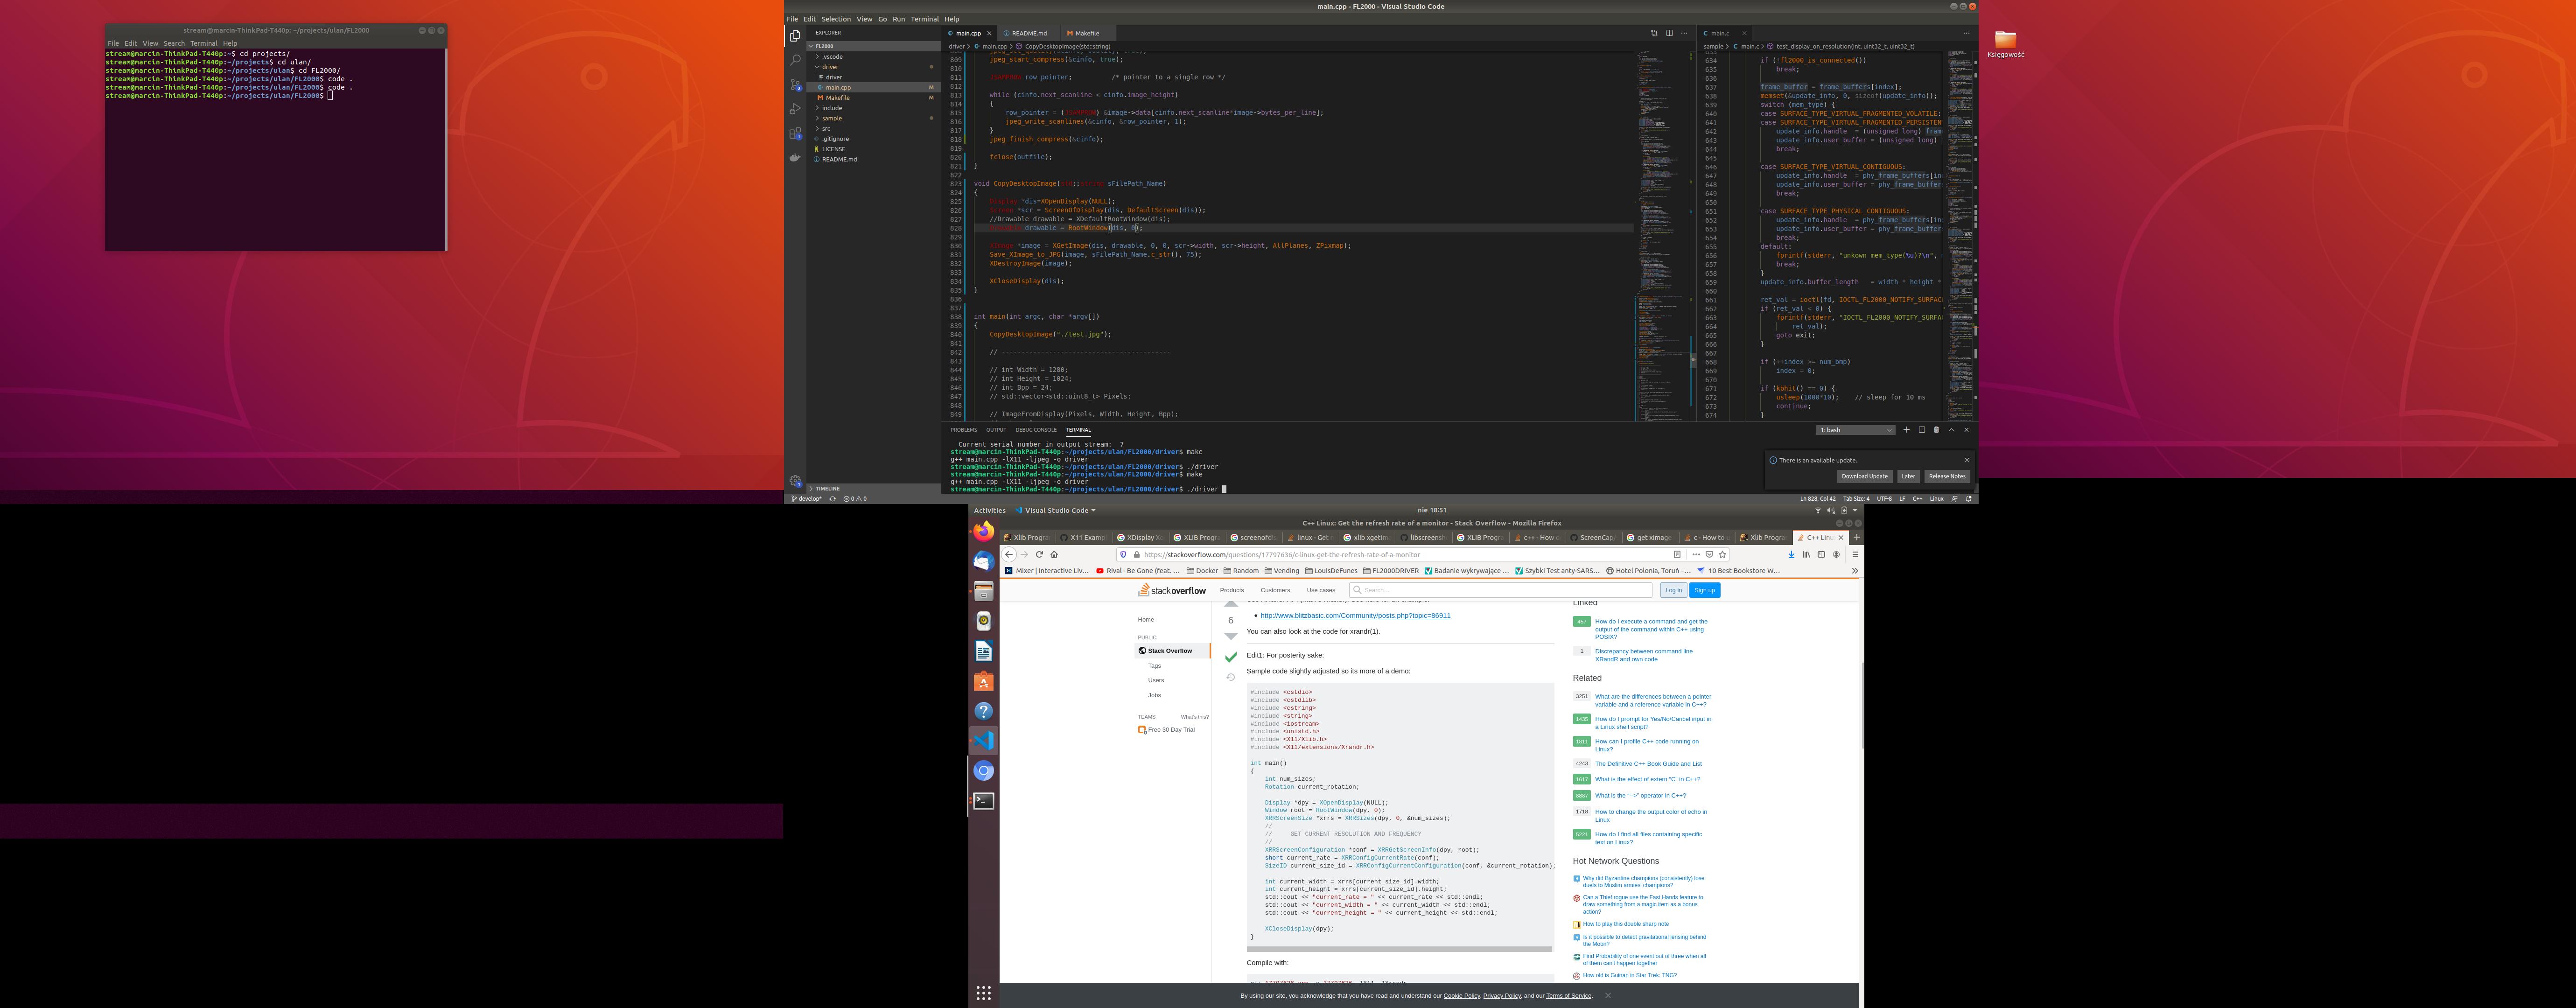 stream@marcin-ThinkPad-T440p: ~/projects/ulan/FL2000
File Edit View Search Terminal Help
stream@marcin-ThinkPad-T440p:~$ cd projects/
stream@marcin-ThinkPad-T440p:~/projects$ cd ulan/
stream@marcin-ThinkPad-T440p:~/projects/ulan$ cd FL2000/
stream@marcin-ThinkPad-T440p:~/projects/ulan/FL2000$ code .
stream@marcin-ThinkPad-T440p:~/projects/ulan/FL2000$ code .
stream@marcin-ThinkPad-T440p:~/projects/ulan/FL2000$
main.cpp - FL2000 - Visual Studio Code
File Edit Selection View Go Run Terminal Help
EXPLORER
FL2000
.vscode
driver
driver
main.cpp M
Makefile M
include
sample
src
.gitignore
LICENSE
README.md
TIMELINE
main.cpp README.md Makefile
driver > main.cpp > CopyDesktopImage(std::string)
809 jpeg_start_compress(&cinfo, true);
810
811 row_pointer; /* pointer to a single row */
812
813 while (cinfo.next_scanline < cinfo.image_height)
814 {
815 row_pointer = ( ) &image->data[cinfo.next_scanline*image->bytes_per_line];
816 jpeg_write_scanlines(&cinfo, &row_pointer, 1);
817 }
818 jpeg_finish_compress(&cinfo);
819
820 fclose(outfile);
821 }
822
823 void CopyDesktopImage(std::string sFilePath_Name)
824 {
825 Display *dis=XOpenDisplay(NULL);
826 Screen *scr = ScreenOfDisplay(dis, DefaultScreen(dis));
827 //Drawable drawable = XDefaultRootWindow(dis);
828 Drawable drawable = RootWindow(dis, 0);
829
830 XImage *image = XGetImage(dis, drawable, 0, 0, scr->width, scr->height, AllPlanes, ZPixmap);
831 Save_XImage_to_JPG(image, sFilePath_Name.c_str(), 75);
832 XDestroyImage(image);
833
834 XCloseDisplay(dis);
835 }
836
837
838 int main(int argc, char *argv[])
839 {
840 CopyDesktopImage("./test.jpg");
841
842 // -------------------------------------------
843
844 // int Width = 1280;
845 // int Height = 1024;
846 // int Bpp = 24;
847 // std::vector<std::uint8_t> Pixels;
848
849 // ImageFromDisplay(Pixels, Width, Height, Bpp);
main.c
sample > main.c > test_display_on_resolution(int, uint32_t, uint32_t)
634 if (!fl2000_is_connected())
635 break;
636
637 frame_buffer = frame_buffers[index];
638 memset(&update_info, 0, sizeof(update_info));
639 switch (mem_type) {
640 case SURFACE_TYPE_VIRTUAL_FRAGMENTED_VOLATILE:
641 case SURFACE_TYPE_VIRTUAL_FRAGMENTED_PERSISTEN
642 update_info.handle = (unsigned long) fram
643 update_info.user_buffer = (unsigned long)
644 break;
645
646 case SURFACE_TYPE_VIRTUAL_CONTIGUOUS:
647 update_info.handle = phy_frame_buffers[in
648 update_info.user_buffer = phy_frame_buffer
649 break;
650
651 case SURFACE_TYPE_PHYSICAL_CONTIGUOUS:
652 update_info.handle = phy_frame_buffers[in
653 update_info.user_buffer = phy_frame_buffer
654 break;
655 default:
656 fprintf(stderr, "unkown mem_type(%u)?\n",
657 break;
658 }
659 update_info.buffer_length = width * height *
660
661 ret_val = ioctl(fd, IOCTL_FL2000_NOTIFY_SURFAC
662 if (ret_val < 0) {
663 fprintf(stderr, "IOCTL_FL2000_NOTIFY_SURFA
664 ret_val);
665 goto exit;
666 }
667
668 if (++index >= num_bmp)
669 index = 0;
670
671 if (kbhit() == 0) {
672 usleep(1000*10); // sleep for 10 ms
673 continue;
674 }
PROBLEMS OUTPUT DEBUG CONSOLE TERMINAL
1: bash
Current serial number in output stream: 7
stream@marcin-ThinkPad-T440p:~/projects/ulan/FL2000/driver$ make
g++ main.cpp -lX11 -ljpeg -o driver
stream@marcin-ThinkPad-T440p:~/projects/ulan/FL2000/driver$ ./driver
stream@marcin-ThinkPad-T440p:~/projects/ulan/FL2000/driver$ make
g++ main.cpp -lX11 -ljpeg -o driver
stream@marcin-ThinkPad-T440p:~/projects/ulan/FL2000/driver$ ./driver
There is an available update.
Download Update Later Release Notes
develop* 0 0
Ln 828, Col 42 Tab Size: 4 UTF-8 LF C++ Linux
Księgowość
Activities Visual Studio Code nie 18:51
C++ Linux: Get the refresh rate of a monitor - Stack Overflow - Mozilla Firefox
Xlib Progra X11 Examp XDisplay X XLIB Progr screenofdi linux - Get xlib xgetim libscreensh XLIB Progr c++ - How d ScreenCap get ximage c - How to g Xlib Progra C++ Linu
https://stackoverflow.com/questions/17797636/c-linux-get-the-refresh-rate-of-a-monitor
Mixer | Interactive Liv... Rival - Be Gone (feat. ... Docker Random Vending LouisDeFunes FL2000DRIVER Badanie wykrywające ... Szybki Test anty-SARS... Hotel Polonia, Toruń –... 10 Best Bookstore W...
stackoverflow Products Customers Use cases Search... Log in Sign up
Home
PUBLIC
Stack Overflow
Tags
Users
Jobs
TEAMS What's this?
Free 30 Day Trial
6
http://www.blitzbasic.com/Community/posts.php?topic=86911
You can also look at the code for xrandr(1).
Edit1: For posterity sake:
Sample code slightly adjusted so its more of a demo:
#include <cstdio>
#include <cstdlib>
#include <cstring>
#include <string>
#include <iostream>
#include <unistd.h>
#include <X11/Xlib.h>
#include <X11/extensions/Xrandr.h>
int main()
{
int num_sizes;
Rotation current_rotation;
Display *dpy = XOpenDisplay(NULL);
Window root = RootWindow(dpy, 0);
XRRScreenSize *xrrs = XRRSizes(dpy, 0, &num_sizes);
//
// GET CURRENT RESOLUTION AND FREQUENCY
//
XRRScreenConfiguration *conf = XRRGetScreenInfo(dpy, root);
short current_rate = XRRConfigCurrentRate(conf);
SizeID current_size_id = XRRConfigCurrentConfiguration(conf, &current_rotation);
int current_width = xrrs[current_size_id].width;
int current_height = xrrs[current_size_id].height;
std::cout << "current_rate = " << current_rate << std::endl;
std::cout << "current_width = " << current_width << std::endl;
std::cout << "current_height = " << current_height << std::endl;
XCloseDisplay(dpy);
}
Compile with:
Linked
457 How do I execute a command and get the
output of the command within C++ using
POSIX?
1 Discrepancy between command line
XRandR and own code
Related
3251 What are the differences between a pointer
variable and a reference variable in C++?
1435 How do I prompt for Yes/No/Cancel input in
a Linux shell script?
1811 How can I profile C++ code running on
Linux?
4243 The Definitive C++ Book Guide and List
1617 What is the effect of extern "C" in C++?
8887 What is the "-->" operator in C++?
1718 How to change the output color of echo in
Linux
5221 How do I find all files containing specific
text on Linux?
Hot Network Questions
Why did Byzantine champions (consistently) lose
duels to Muslim armies' champions?
Can a Thief rogue use the Fast Hands feature to
draw something from a magic item as a bonus
action?
How to play this double sharp note
Is it possible to detect gravitational lensing behind
the Moon?
Find Probability of one event out of three when all
of them can't happen together
How old is Guinan in Star Trek: TNG?
By using our site, you acknowledge that you have read and understand our Cookie Policy, Privacy Policy, and our Terms of Service.